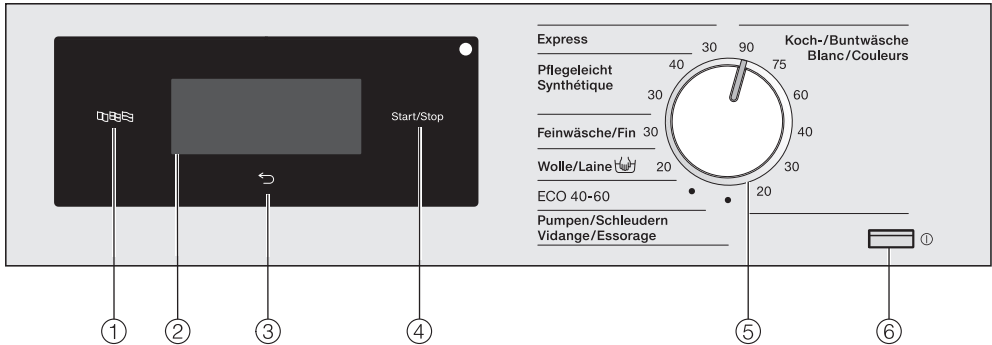 Start/Stop
Express
Pflegeleicht
Synthétique
Feinwäsche/Fin
Wolle/Laine
ECO 40-60
Pumpen/Schleudern
Vidange/Essorage
30
40
30
30
20
90
75
60
40
30
20
Koch-/Buntwäsche
Blanc/Couleurs
1
2
3
4
5
6